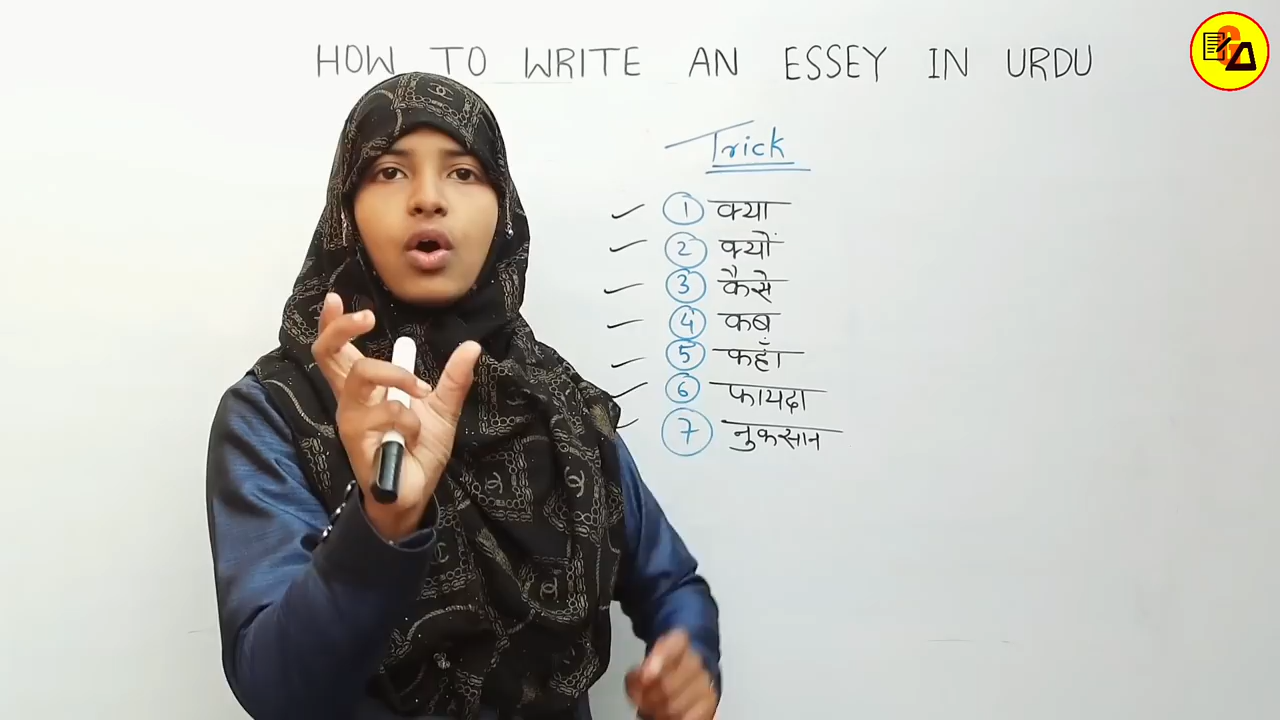 HOW TO WRITE AN ESSEY IN URDU
Trick
1 क्या
2 क्यों
3 कैसे
4 कब
5 कहाँ
6 फायदा
7 नुकसान